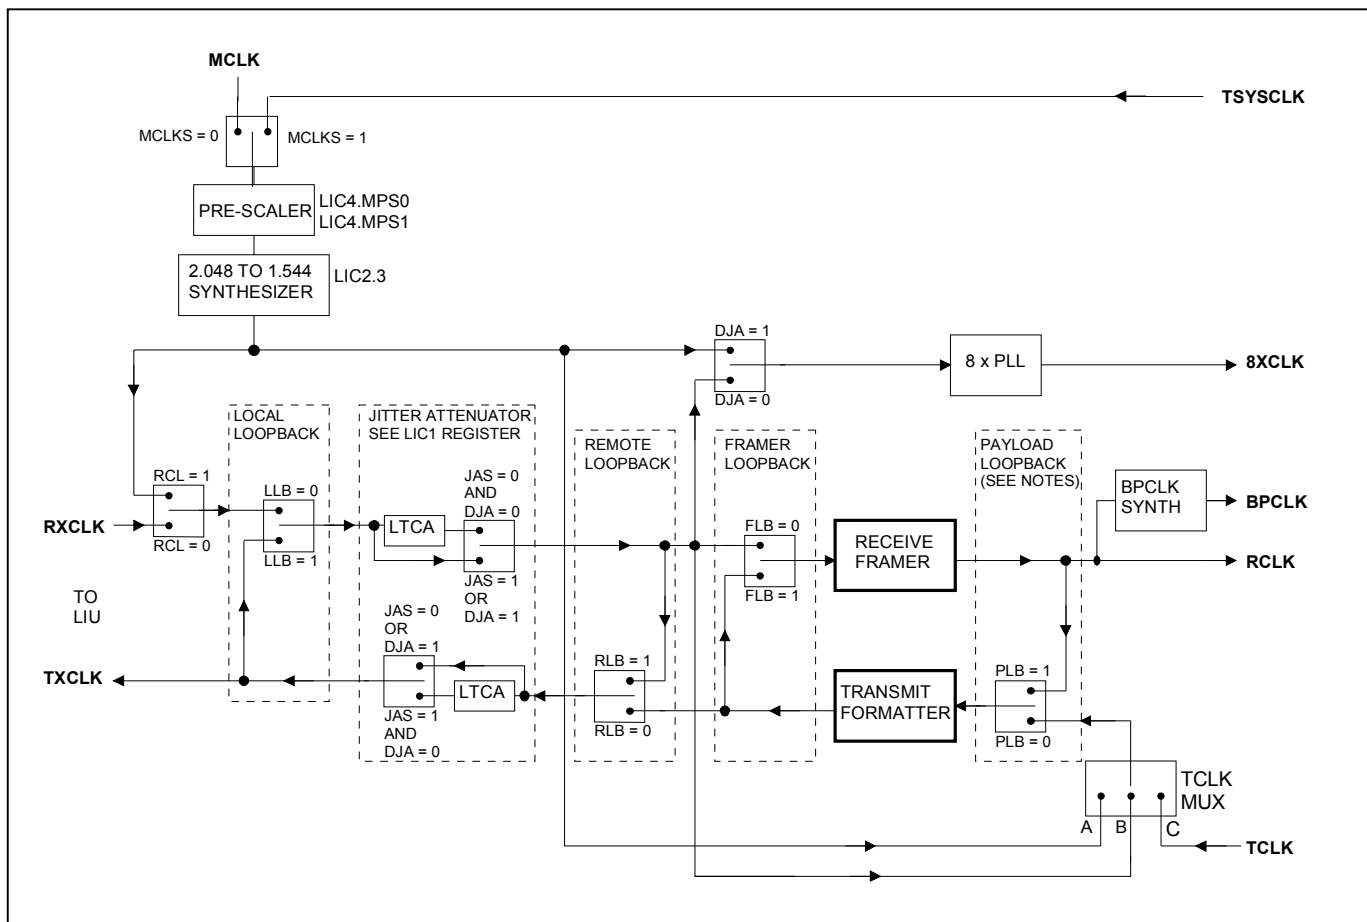 MCLK
TSYSCLK
MCLKS = 0
MCLKS = 1
PRE-SCALER
LIC4.MPS0
LIC4.MPS1
2.048 TO 1.544
SYNTHESIZER
LIC2.3
DJA = 1
8 x PLL
8XCLK
DJA = 0
LOCAL
LOOPBACK
JITTER ATTENUATOR
SEE LIC1 REGISTER
REMOTE
LOOPBACK
FRAMER
LOOPBACK
PAYLOAD
LOOPBACK
(SEE NOTES)
RCL = 1
LLB = 0
JAS = 0
AND
DJA = 0
BPCLK
SYNTH
BPCLK
RXCLK
LTCA
FLB = 0
RECEIVE
FRAMER
RCLK
RCL = 0
LLB = 1
JAS = 1
OR
DJA = 1
FLB = 1
TO
LIU
JAS = 0
OR
DJA = 1
RLB = 1
PLB = 1
TXCLK
LTCA
TRANSMIT
FORMATTER
JAS = 1
AND
DJA = 0
RLB = 0
PLB = 0
TCLK
MUX
A
B
C
TCLK